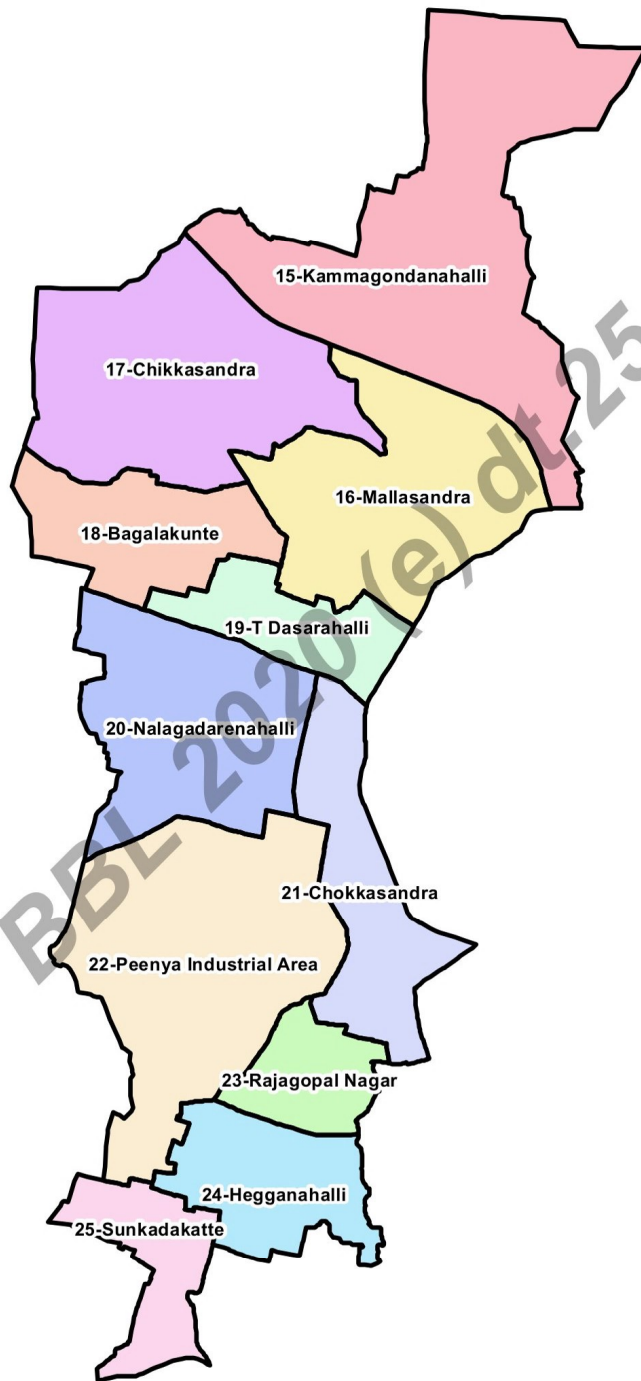 15-Kammagondanahalli
17-Chikkasandra
16-Mallasandra
18-Bagalakunte
19-T Dasarahalli
20-Nalagadarenahalli
21-Chokkasandra
22-Peenya Industrial Area
23-Rajagopal Nagar
24-Hegganahalli
25-Sunkadakatte
BBL 2020 (e) dt.25